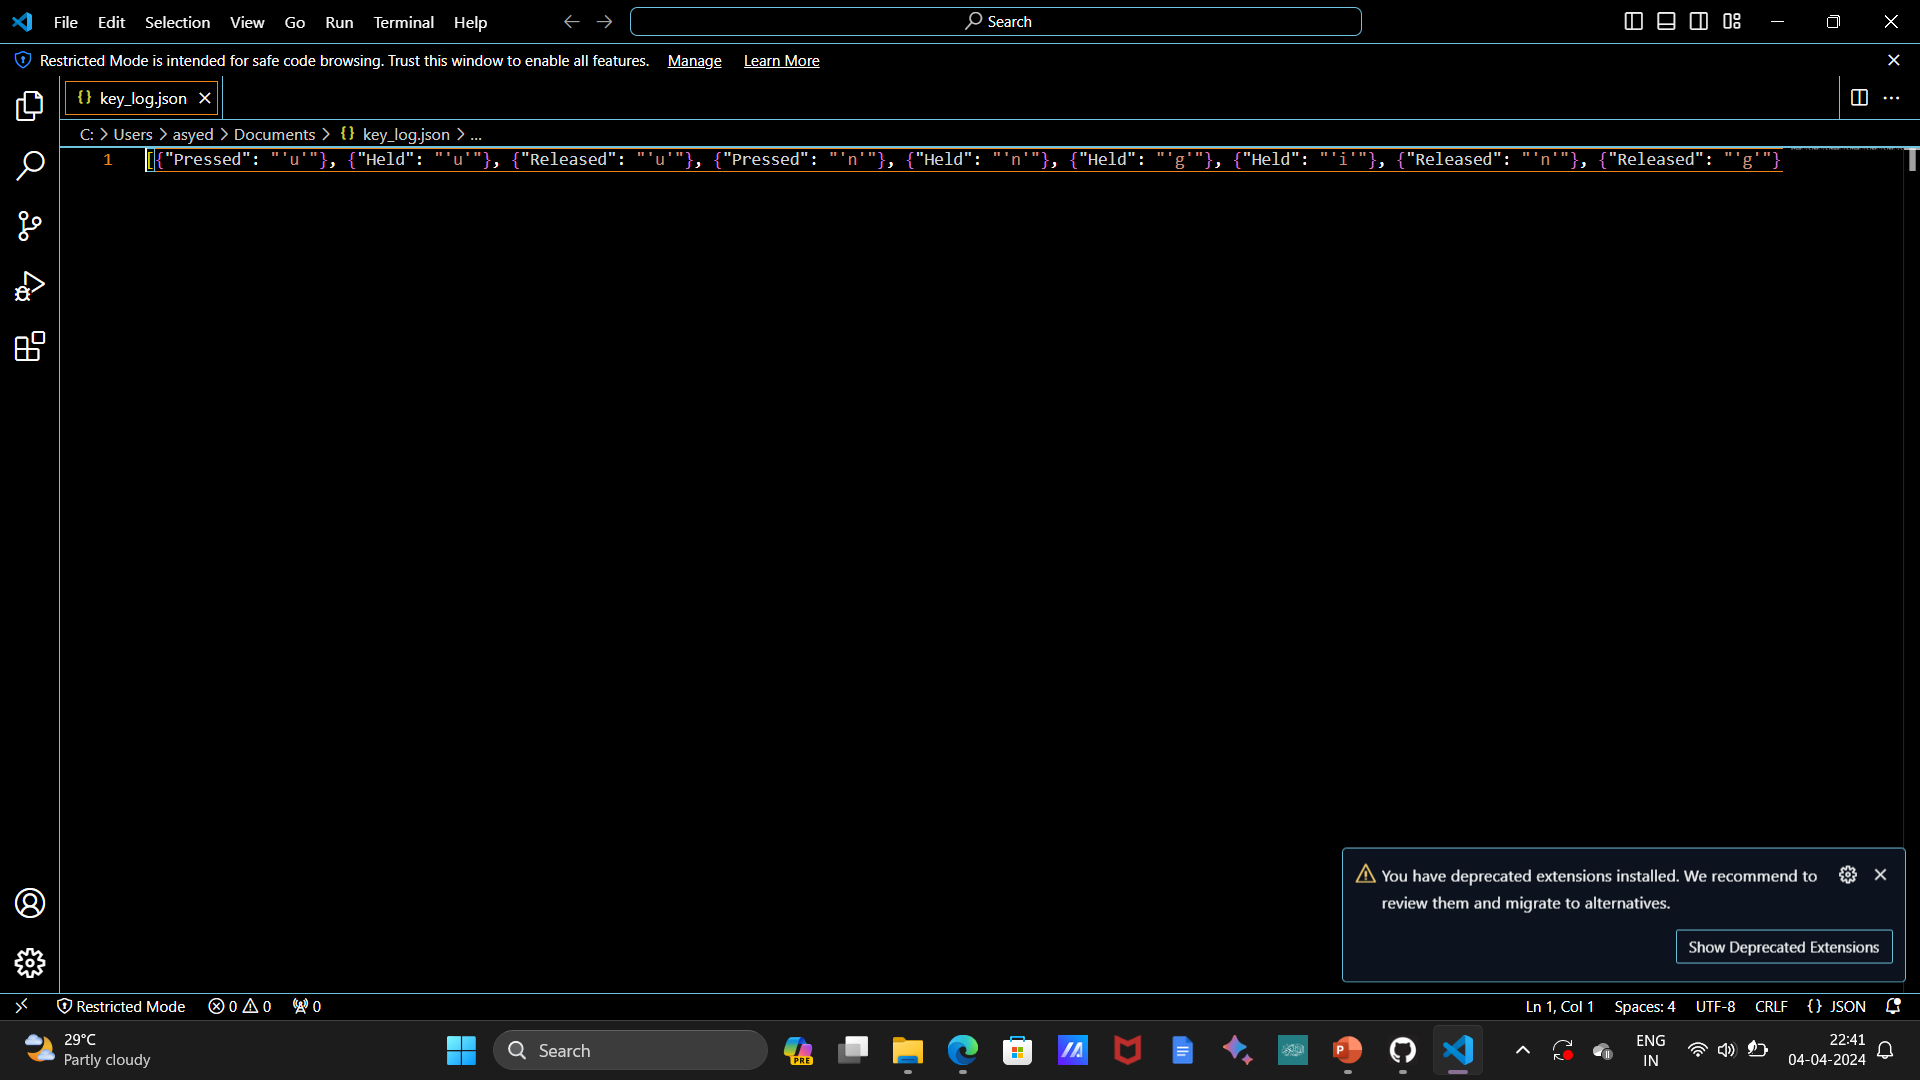 File Edit Selection View Go Run Terminal Help Search
Restricted Mode is intended for safe code browsing. Trust this window to enable all features. Manage Learn More
{} key_log.json
C: > Users > asyed > Documents > {} key_log.json > ...
1 [{"Pressed": "'u'"}, {"Held": "'u'"}, {"Released": "'u'"}, {"Pressed": "'n'"}, {"Held": "'n'"}, {"Held": "'g'"}, {"Held": "'i'"}, {"Released": "'n'"}, {"Released": "'g'"}
You have deprecated extensions installed. We recommend to
review them and migrate to alternatives.
Show Deprecated Extensions
Restricted Mode 0 0 0 Ln 1, Col 1 Spaces: 4 UTF-8 CRLF {} JSON
29°C
Partly cloudy
Search
PRE
P
ENG
IN
22:41
04-04-2024